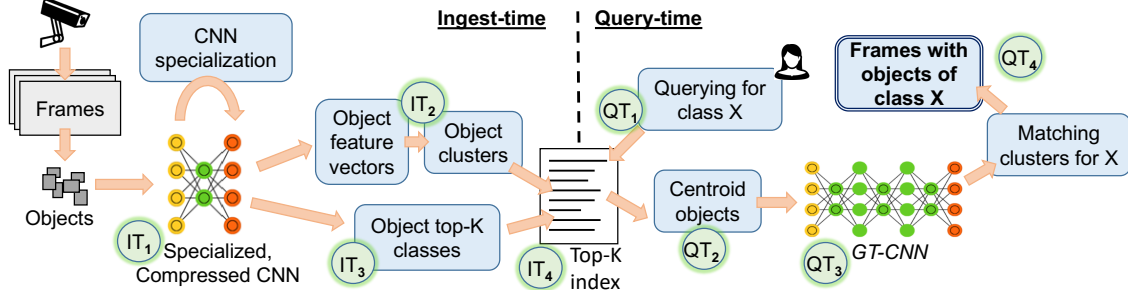 Ingest-time
Query-time
CNN
specialization
Frames
Objects
IT1
Specialized,
Compressed CNN
Object
feature
vectors
IT2
Object
clusters
IT3
Object top-K
classes
IT4
Top-K
index
QT1
Querying for
class X
Centroid
objects
QT2
QT3
GT-CNN
Matching
clusters for X
Frames with
objects of
class X
QT4